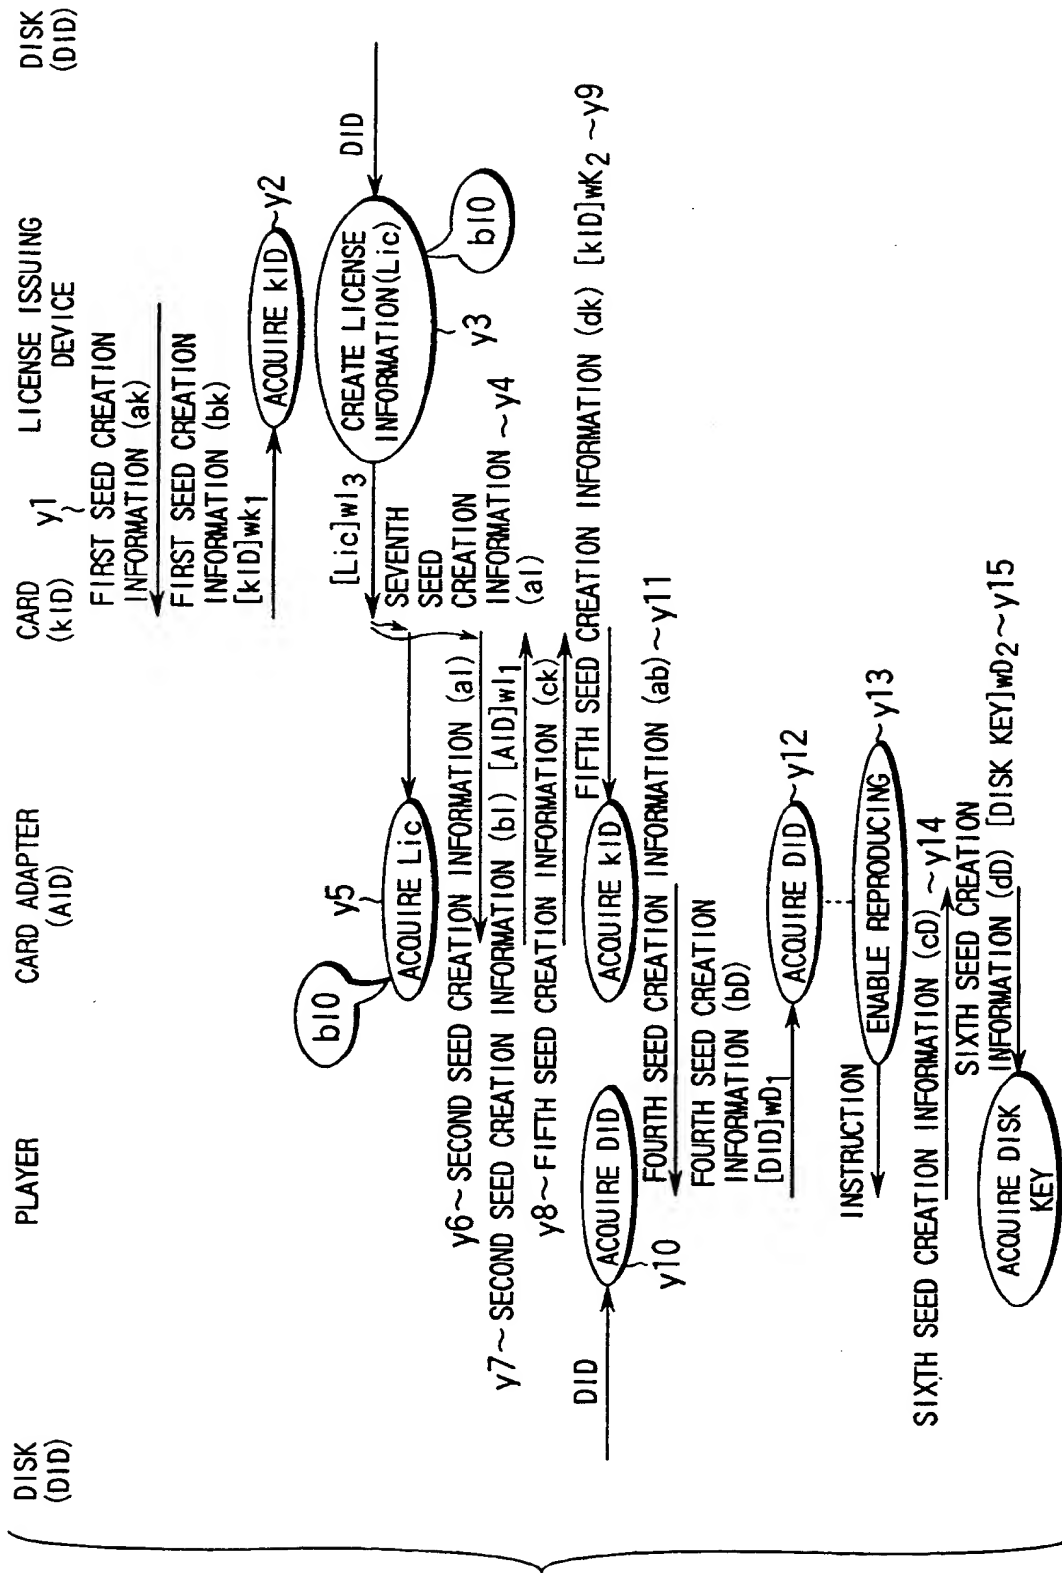 DISK
(DID)
PLAYER
CARD ADAPTER
(AID)
CARD
(kID)
LICENSE ISSUING
DEVICE
DISK
(DID)
y1
FIRST SEED CREATION
INFORMATION (ak)
FIRST SEED CREATION
INFORMATION (bk)
[kID]wk1
ACQUIRE kID
y2
DID
CREATE LICENSE
INFORMATION(Lic)
b10
y3
[Lic]wI3
SEVENTH
SEED
CREATION
INFORMATION ~y4
(aI)
b10
y5
ACQUIRE Lic
y6~SECOND SEED CREATION INFORMATION (aI)
y7~SECOND SEED CREATION INFORMATION (bI) [AID]wI1
y8~FIFTH SEED CREATION INFORMATION (ck)
FIFTH SEED CREATION INFORMATION (dk) [kID]wK2 ~y9
ACQUIRE kID
DID
ACQUIRE DID
y10
FOURTH SEED CREATION INFORMATION (ab)~y11
FOURTH SEED CREATION
INFORMATION (bD)
[DID]wD1
ACQUIRE DID
y12
ENABLE REPRODUCING
~y13
INSTRUCTION
SIXTH SEED CREATION INFORMATION (cD) ~y14
SIXTH SEED CREATION
INFORMATION (dD) [DISK KEY]wD2~y15
ACQUIRE DISK
KEY